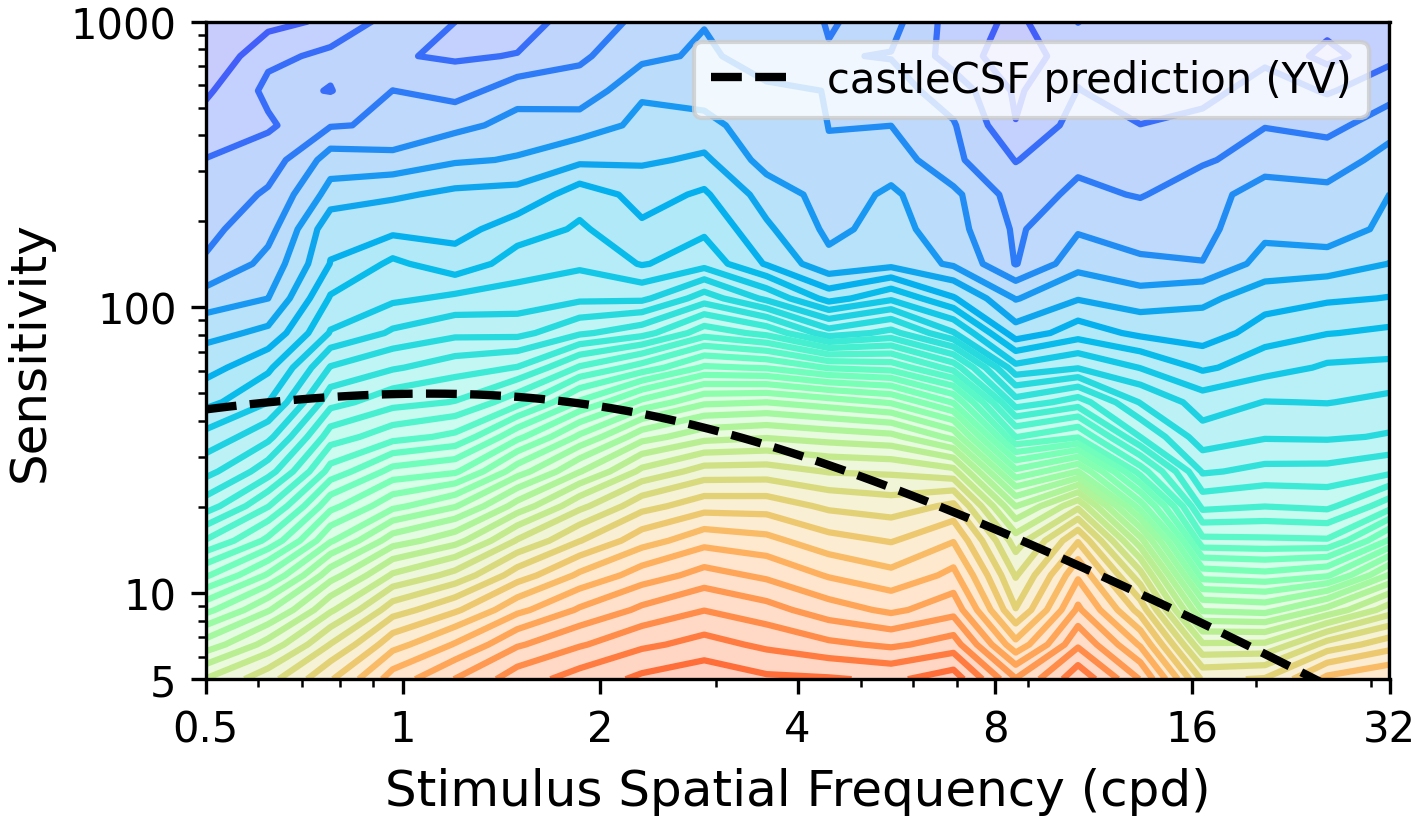 1000
castleCSF prediction (YV)
100
Sensitivity
10
5
0.5 1 2 4 8 16 32
Stimulus Spatial Frequency (cpd)